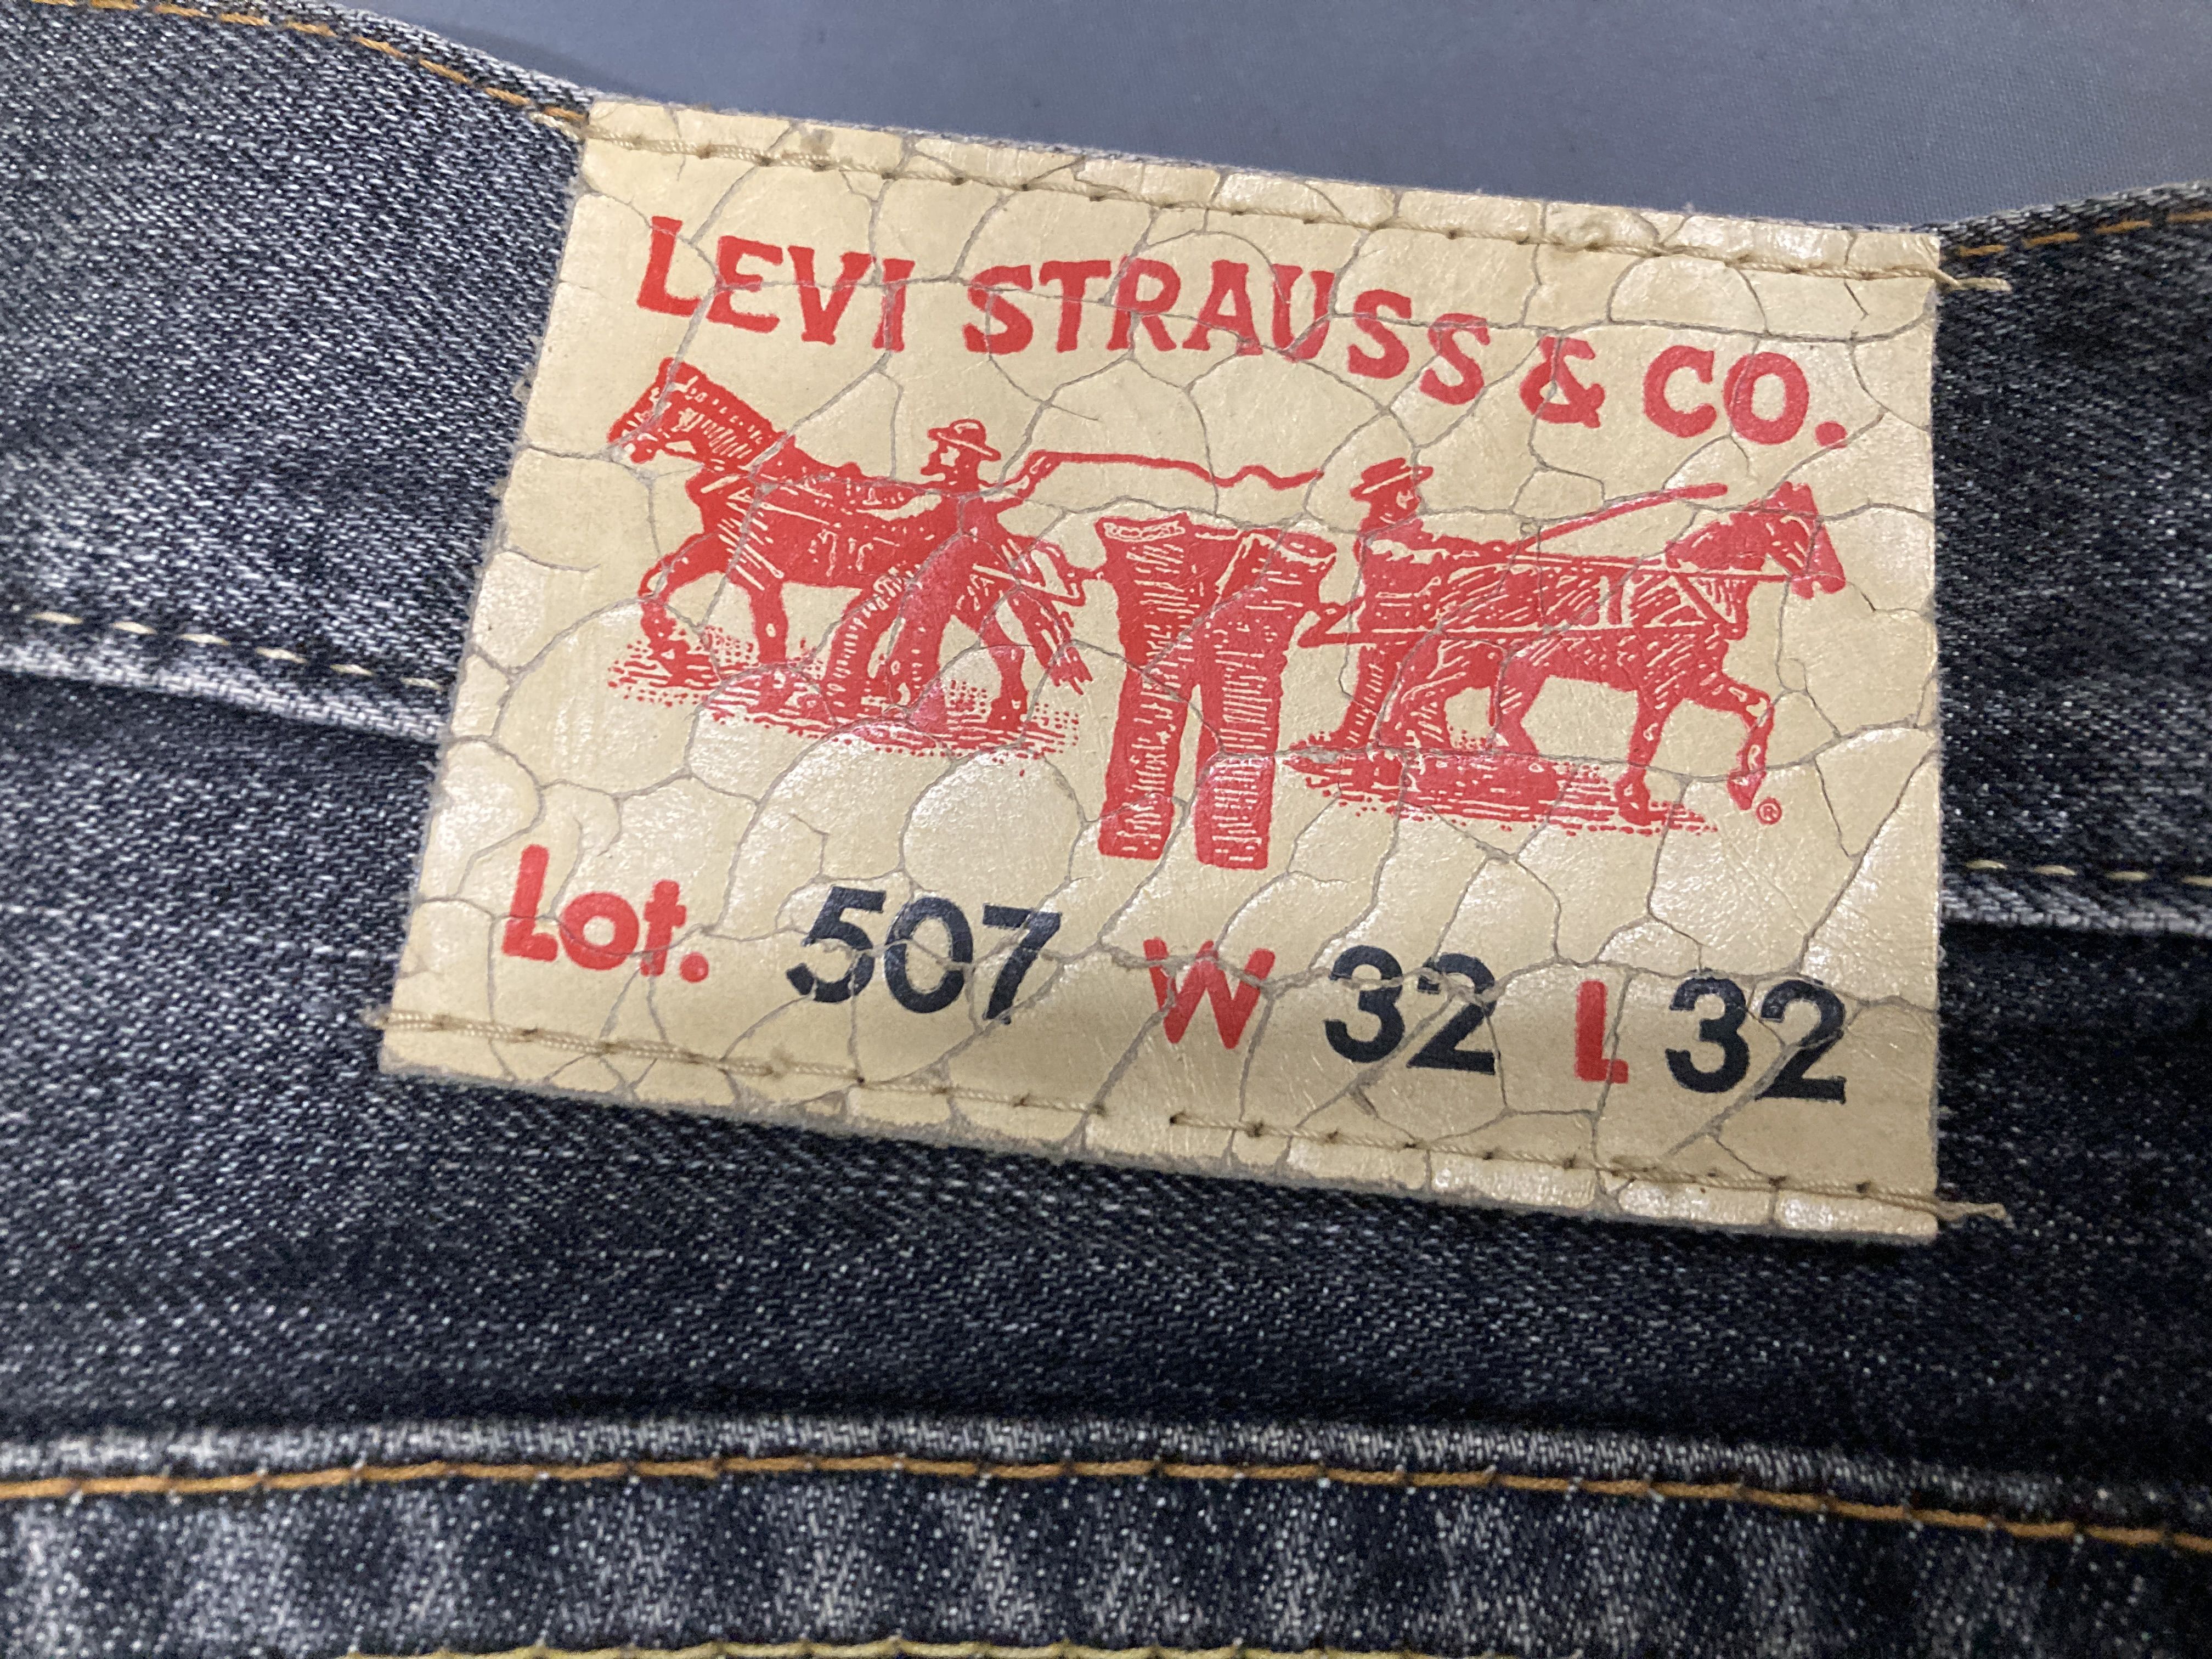 LEVI STRAUSS & CO.
®
Lot. 507 W 32 L 32